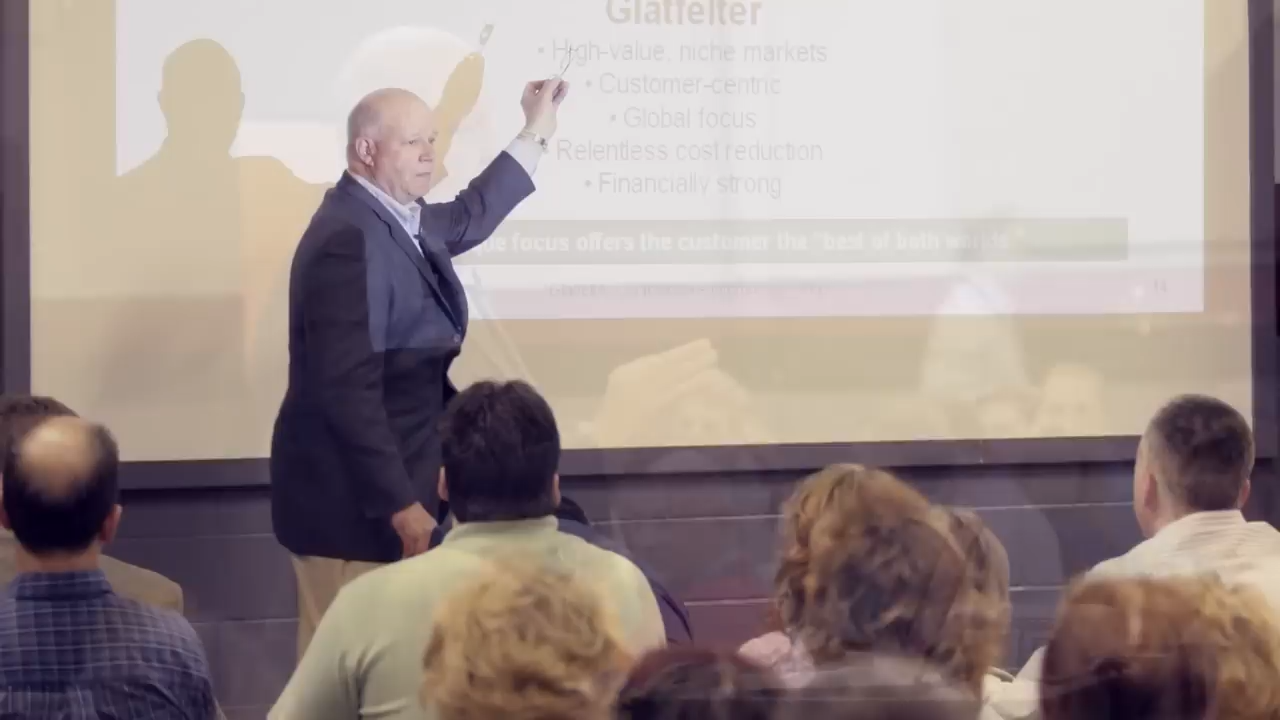 Glatfelter
• High-value, niche markets
• Customer-centric
• Global focus
Relentless cost reduction
• Financially strong
focus offers the customer the "best of both worlds"
14